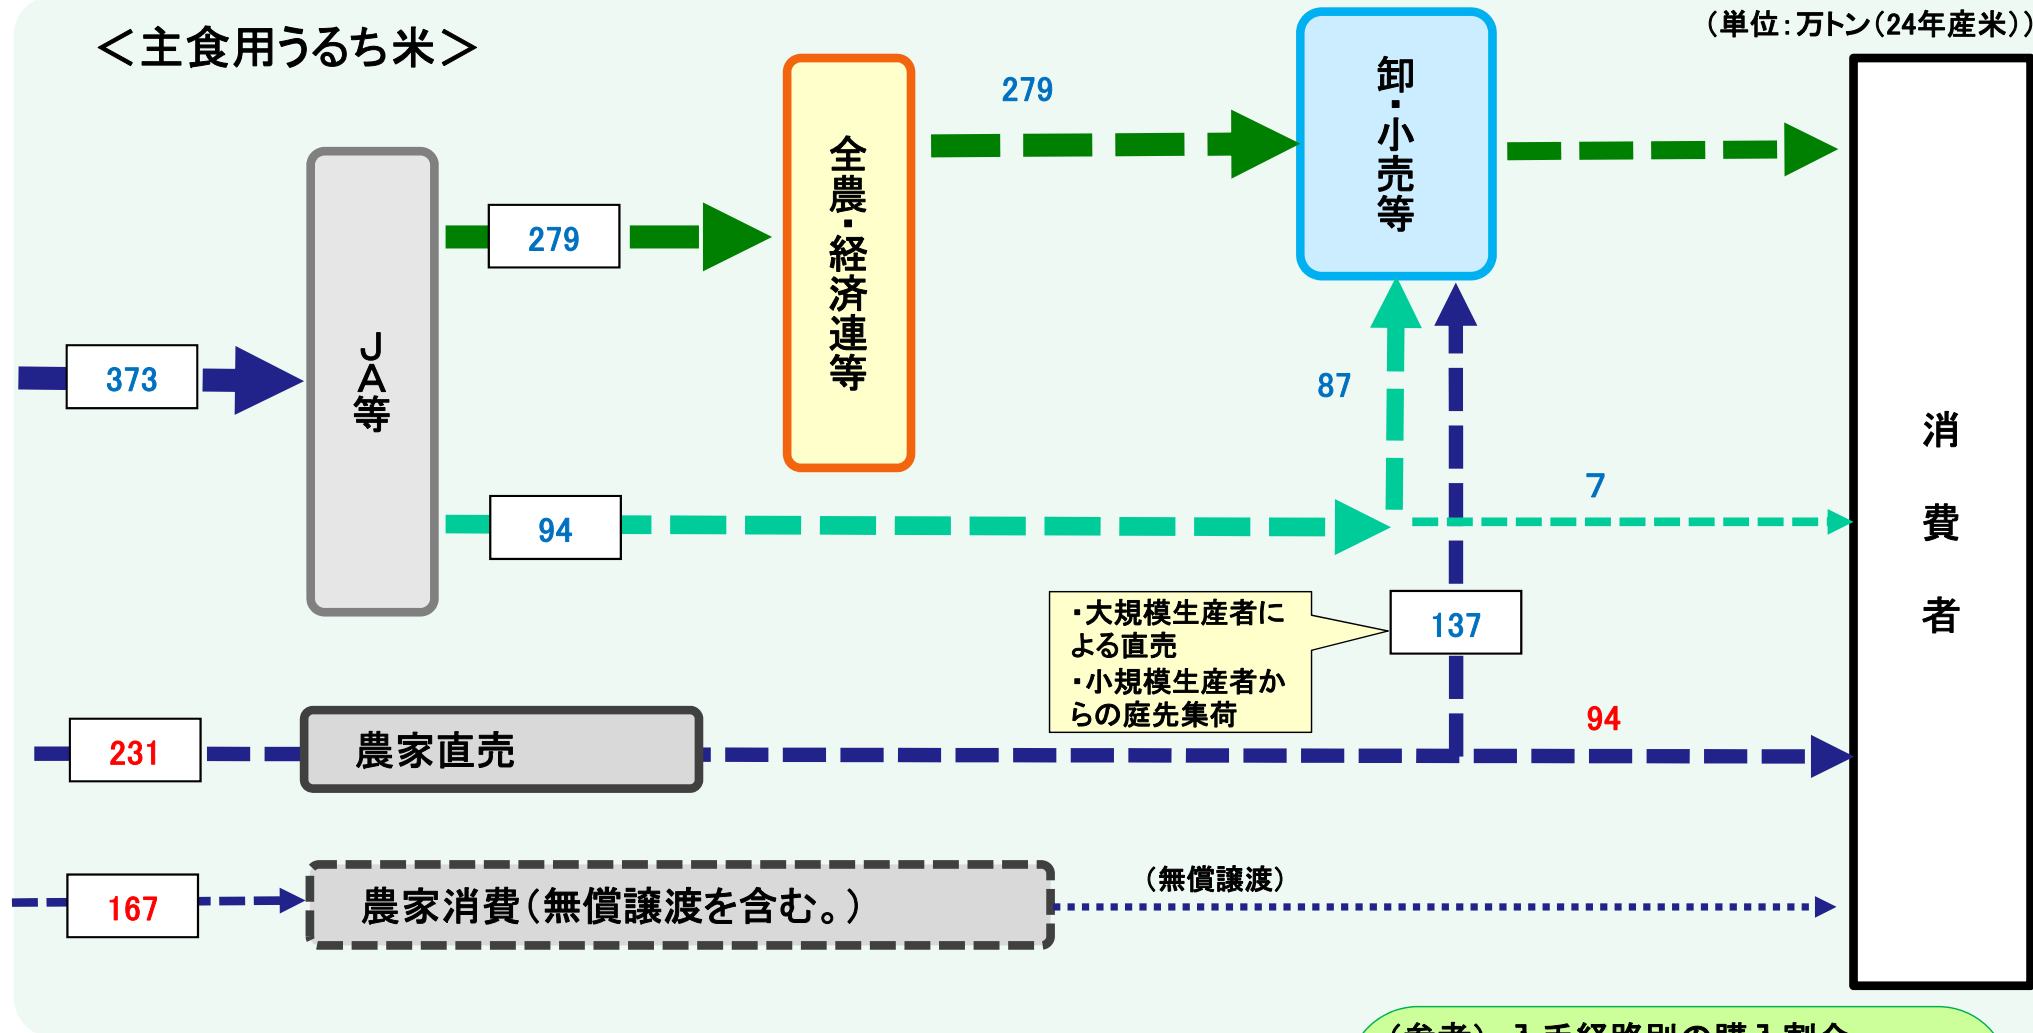 ＜主食用うるち米＞
（単位：万トン（24年産米））
279
卸・小売等
全農・経済連等
279
373
ＪＡ等
87
94
7
消費者
・大規模生産者に
よる直売
・小規模生産者か
らの庭先集荷
137
231
農家直売
94
167
農家消費（無償譲渡を含む。）
（無償譲渡）